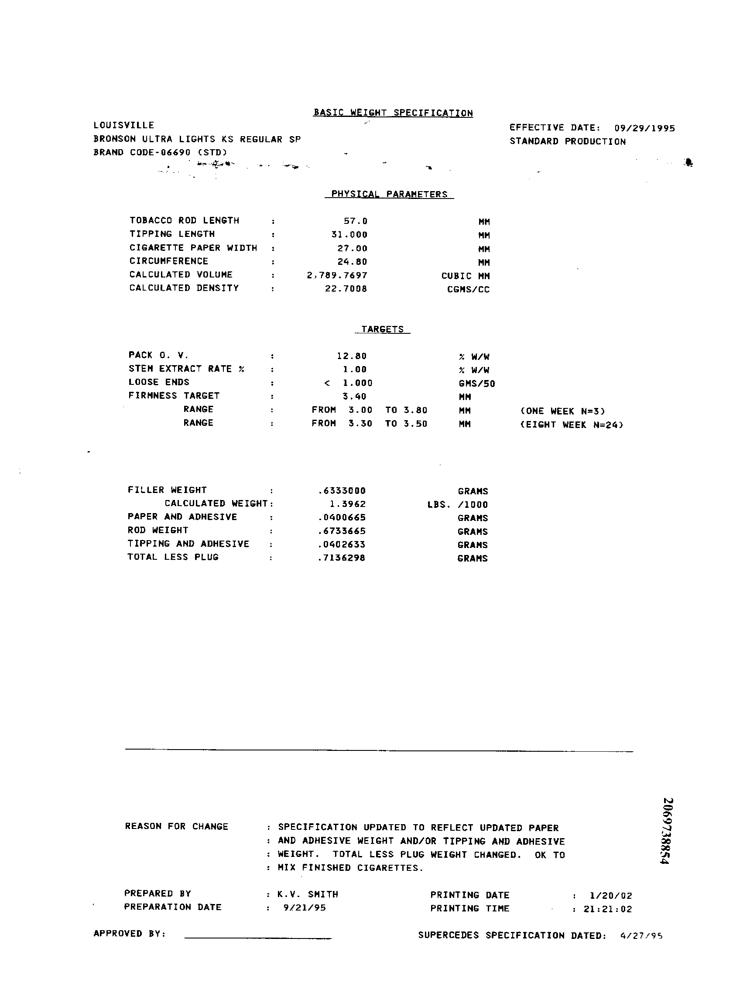 BASIC WEIGHT SPECIFICATION
LOUISVILLE
EFFECTIVE DATE: 09/29/1995
BRONSON ULTRA LIGHTS KS REGULAR SP
STANDARD PRODUCTION
BRAND CODE-06690 (STD)
PHYSICAL PARAMETERS
TOBACCO ROD LENGTH : 57.0 MM
TIPPING LENGTH : 31.000 MM
CIGARETTE PAPER WIDTH : 27.00 MM
CIRCUMFERENCE : 24.80 MM
CALCULATED VOLUME : 2,789.7697 CUBIC MM
CALCULATED DENSITY : 22.7008 CGMS/CC
TARGETS
PACK O. V. : 12.80 % W/W
STEM EXTRACT RATE % : 1.00 % W/W
LOOSE ENDS : < 1.000 GMS/50
FIRMNESS TARGET : 3.40 MM
RANGE : FROM 3.00 TO 3.80 MM (ONE WEEK N=3)
RANGE : FROM 3.30 TO 3.50 MM (EIGHT WEEK N=24)
FILLER WEIGHT : .6333000 GRAMS
CALCULATED WEIGHT: 1.3962 LBS. /1000
PAPER AND ADHESIVE : .0400665 GRAMS
ROD WEIGHT : .6733665 GRAMS
TIPPING AND ADHESIVE : .0402633 GRAMS
TOTAL LESS PLUG : .7136298 GRAMS
REASON FOR CHANGE : SPECIFICATION UPDATED TO REFLECT UPDATED PAPER
: AND ADHESIVE WEIGHT AND/OR TIPPING AND ADHESIVE
: WEIGHT. TOTAL LESS PLUG WEIGHT CHANGED. OK TO
: MIX FINISHED CIGARETTES.
PREPARED BY : K.V. SMITH PRINTING DATE : 1/20/02
PREPARATION DATE : 9/21/95 PRINTING TIME : 21:21:02
APPROVED BY: SUPERCEDES SPECIFICATION DATED: 4/27/95
2069738854